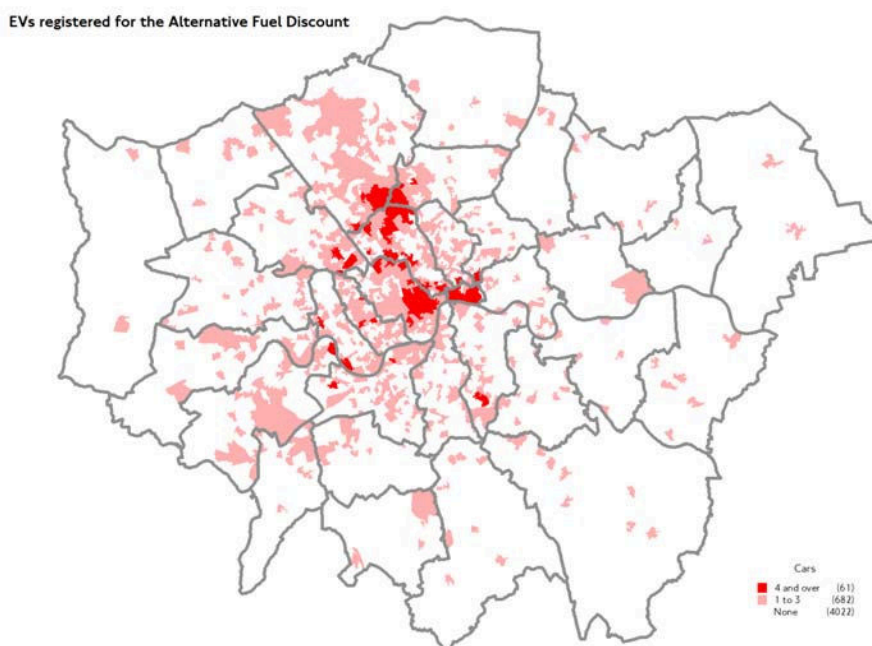 EVs registered for the Alternative Fuel Discount
Cars
4 and over (61)
1 to 3 (682)
None (4022)